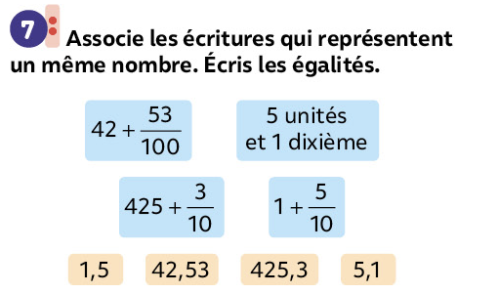 7 Associe les écritures qui représentent
un même nombre. Écris les égalités.
42 + 53/100
5 unités
et 1 dixième
425 + 3/10
1 + 5/10
1,5 42,53 425,3 5,1